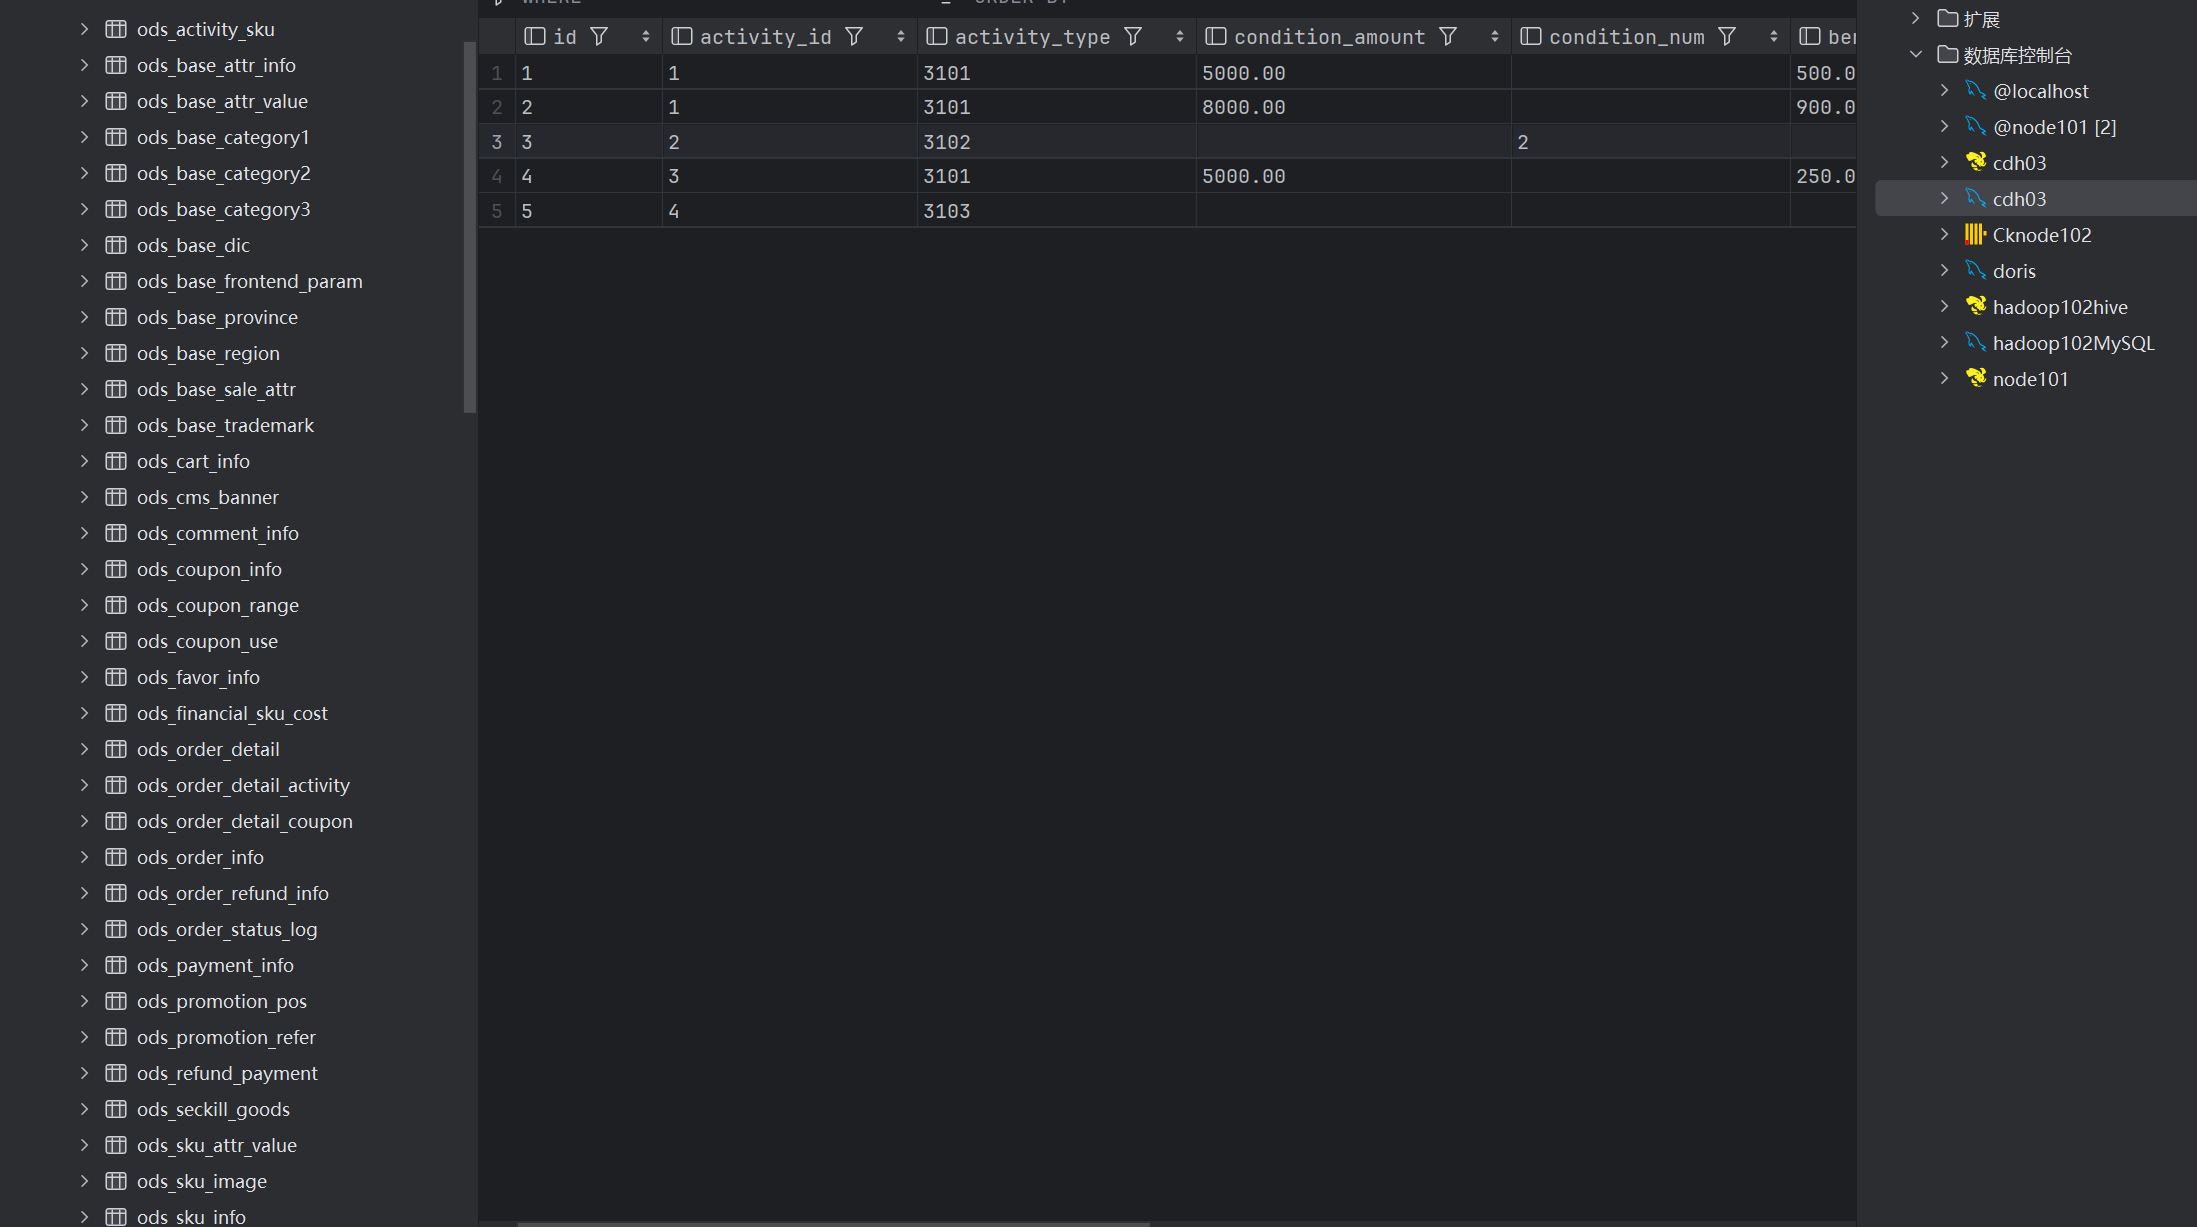 ods_activity_sku
ods_base_attr_info
ods_base_attr_value
ods_base_category1
ods_base_category2
ods_base_category3
ods_base_dic
ods_base_frontend_param
ods_base_province
ods_base_region
ods_base_sale_attr
ods_base_trademark
ods_cart_info
ods_cms_banner
ods_comment_info
ods_coupon_info
ods_coupon_range
ods_coupon_use
ods_favor_info
ods_financial_sku_cost
ods_order_detail
ods_order_detail_activity
ods_order_detail_coupon
ods_order_info
ods_order_refund_info
ods_order_status_log
ods_payment_info
ods_promotion_pos
ods_promotion_refer
ods_refund_payment
ods_seckill_goods
ods_sku_attr_value
ods_sku_image
ods_sku_info
WHERE ORDER BY
id activity_id activity_type condition_amount condition_num be
1 1 1 3101 5000.00 500.0
2 2 1 3101 8000.00 900.0
3 3 2 3102 2
4 4 3 3101 5000.00 250.0
5 5 4 3103
扩展
数据库控制台
@localhost
@node101 [2]
cdh03
cdh03
Cknode102
doris
hadoop102hive
hadoop102MySQL
node101